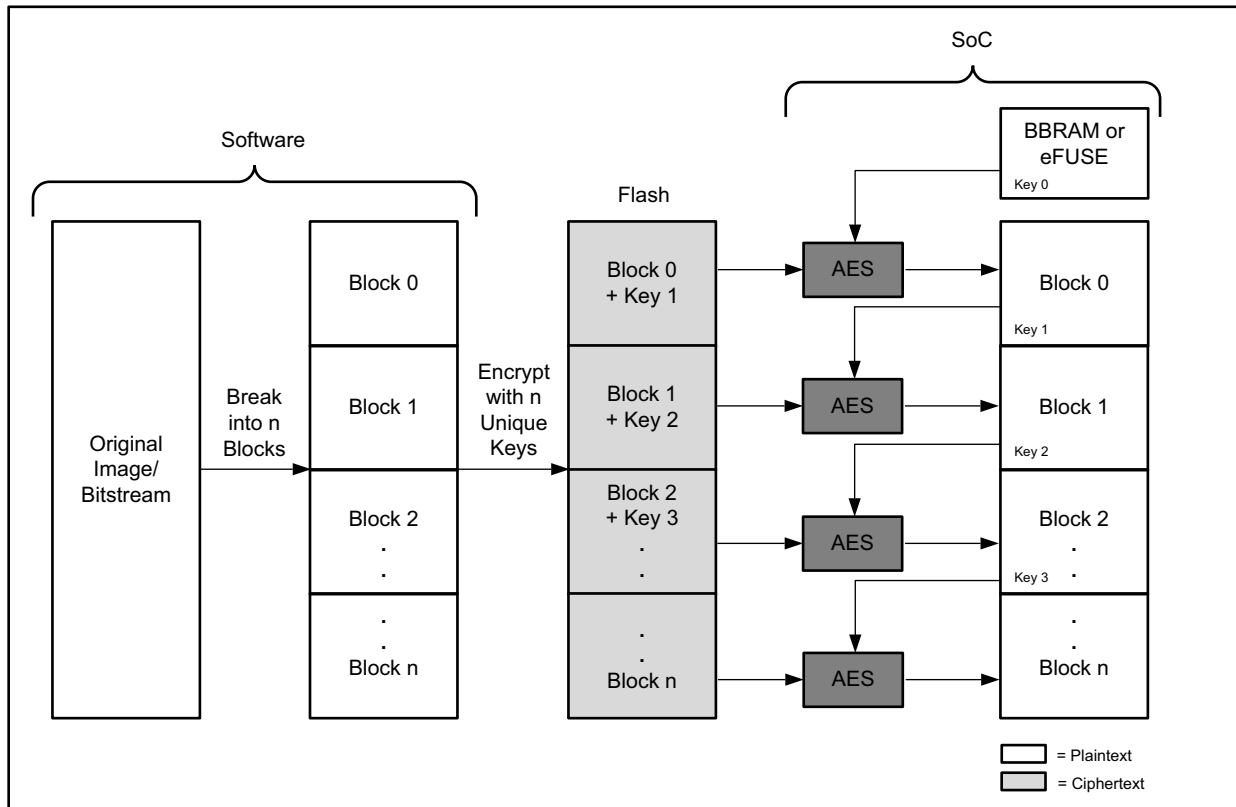 SoC
Software
BBRAM or
eFUSE
Key 0
Flash
Original
Image/
Bitstream
Break
into n
Blocks
Block 0
Block 1
Block 2
.
.
.
.
Block n
Encrypt
with n
Unique
Keys
Block 0
+ Key 1
Block 1
+ Key 2
Block 2
+ Key 3
.
.
.
.
Block n
AES
AES
AES
AES
Block 0
Key 1
Block 1
Key 2
Block 2
.
Key 3
.
.
.
Block n
= Plaintext
= Ciphertext